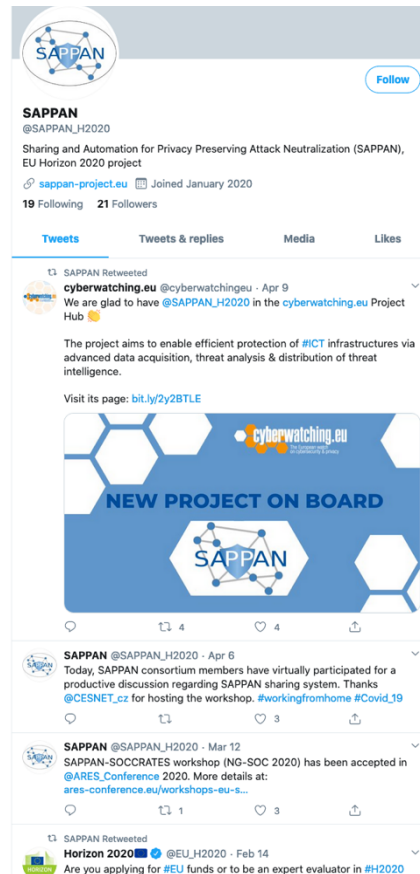 SAPPAN
Follow
SAPPAN
@SAPPAN_H2020
Sharing and Automation for Privacy Preserving Attack Neutralization (SAPPAN),
EU Horizon 2020 project
sappan-project.eu Joined January 2020
19 Following 21 Followers
Tweets Tweets & replies Media Likes
SAPPAN Retweeted
cyberwatching.eu @cyberwatchingeu · Apr 9
We are glad to have @SAPPAN_H2020 in the cyberwatching.eu Project
Hub 👏
The project aims to enable efficient protection of #ICT infrastructures via
advanced data acquisition, threat analysis & distribution of threat
intelligence.
Visit its page: bit.ly/2y2BTLE
cyberwatching.eu
The European watch
on cybersecurity & privacy
NEW PROJECT ON BOARD
SAPPAN
4 4
SAPPAN @SAPPAN_H2020 · Apr 6
Today, SAPPAN consortium members have virtually participated for a
productive discussion regarding SAPPAN sharing system. Thanks
@CESNET_cz for hosting the workshop. #workingfromhome #Covid_19
3
SAPPAN @SAPPAN_H2020 · Mar 12
SAPPAN-SOCCRATES workshop (NG-SOC 2020) has been accepted in
@ARES_Conference 2020. More details at:
ares-conference.eu/workshops-eu-s...
1 3
SAPPAN Retweeted
Horizon 2020 @EU_H2020 · Feb 14
Are you applying for #EU funds or to be an expert evaluator in #H2020